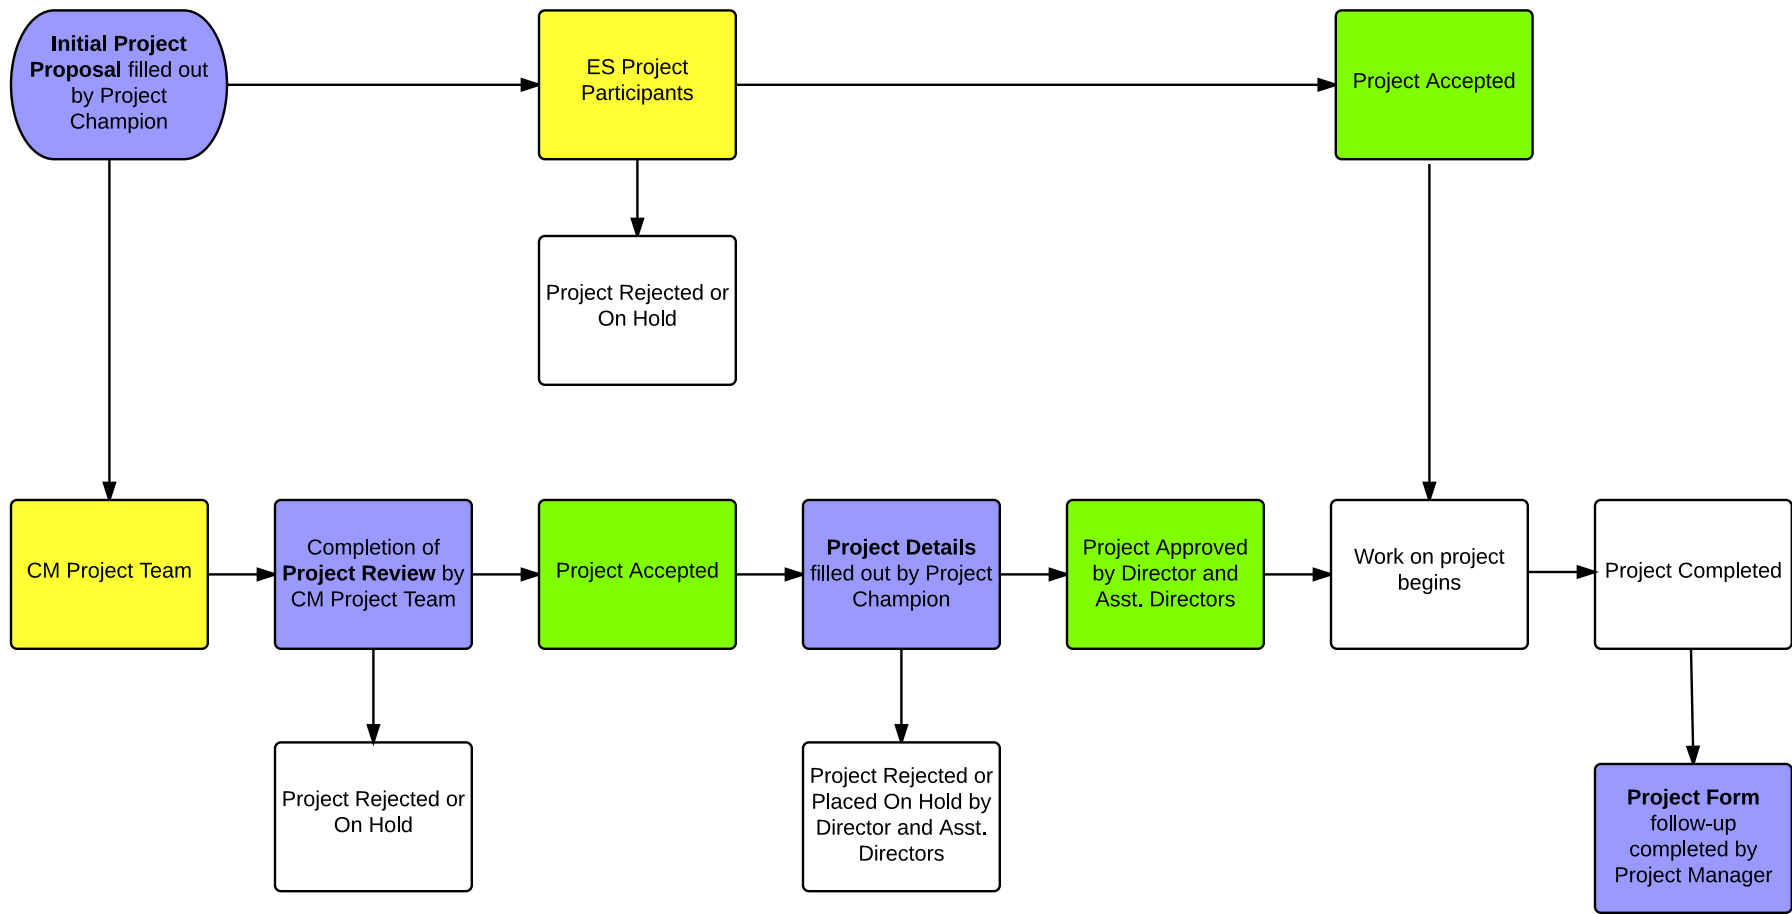 Initial Project
Proposal filled out
by Project
Champion
ES Project
Participants
Project Accepted
Project Rejected or
On Hold
CM Project Team
Completion of
Project Review by
CM Project Team
Project Accepted
Project Details
filled out by Project
Champion
Project Approved
by Director and
Asst. Directors
Work on project
begins
Project Completed
Project Rejected or
On Hold
Project Rejected or
Placed On Hold by
Director and Asst.
Directors
Project Form
follow-up
completed by
Project Manager